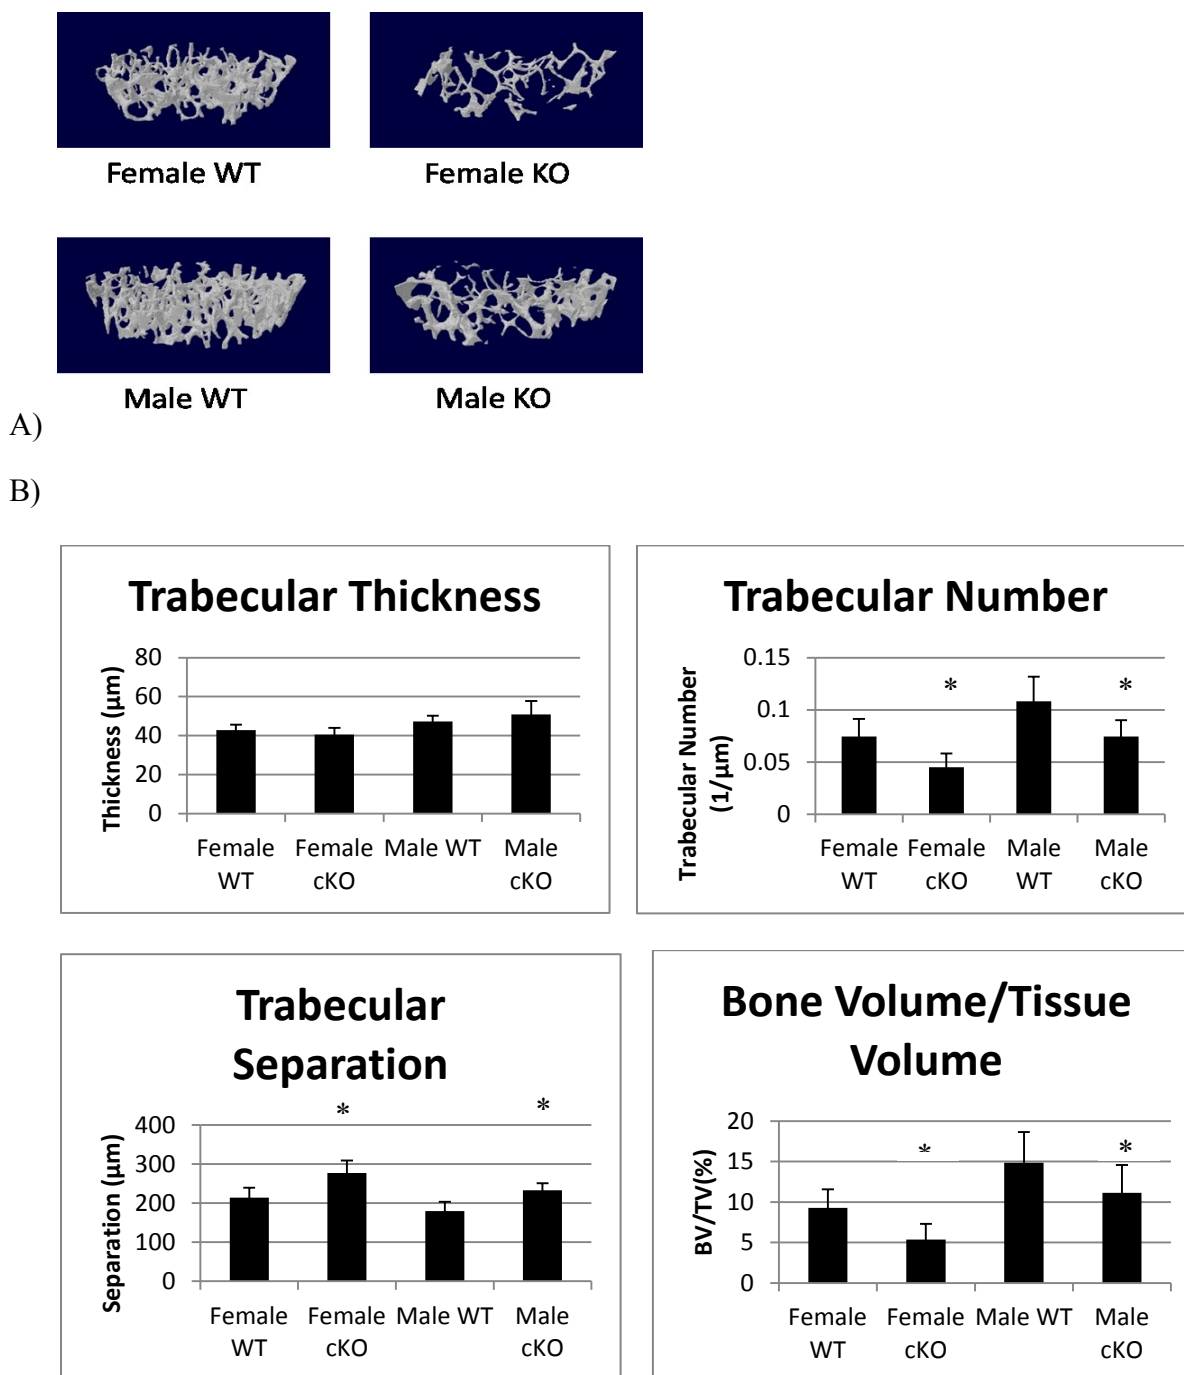 Female WT
Female KO
Male WT
Male KO
A)
B)
Trabecular Thickness
Thickness (µm)
80
60
40
20
0
Female WT
Female cKO
Male WT
Male cKO
Trabecular Number
Trabecular Number (1/µm)
0.15
0.1
0.05
0
*
*
Female WT
Female cKO
Male WT
Male cKO
Trabecular
Separation
Separation (µm)
400
300
200
100
0
*
*
Female WT
Female cKO
Male WT
Male cKO
Bone Volume/Tissue
Volume
BV/TV(%)
20
15
10
5
0
*
*
Female WT
Female cKO
Male WT
Male cKO